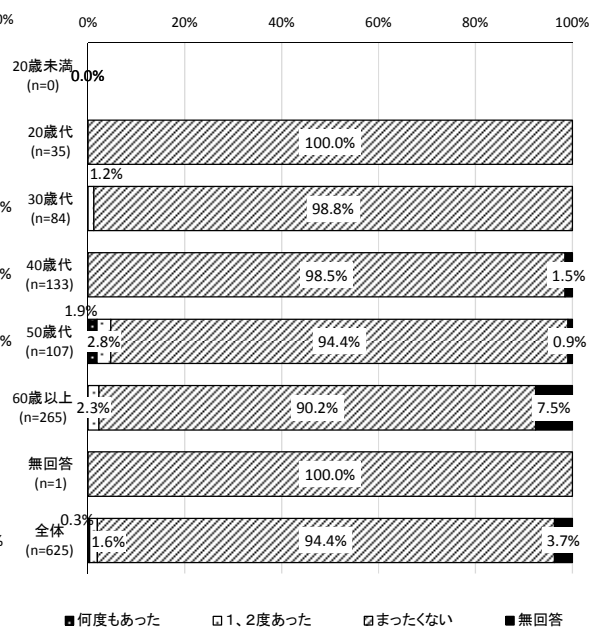 0%
0% 20% 40% 60% 80% 100%
20歳未満
(n=0)
0.0%
20歳代
(n=35)
100.0%
1.2%
%
30歳代
(n=84)
98.8%
%
40歳代
(n=133)
98.5%
1.5%
1.9%
%
50歳代
(n=107)
2.8%
94.4%
0.9%
60歳以上
(n=265)
2.3%
90.2%
7.5%
無回答
(n=1)
100.0%
0.3%
%
全体
(n=625)
1.6%
94.4%
3.7%
何度もあった 1、2度あった まったくない 無回答